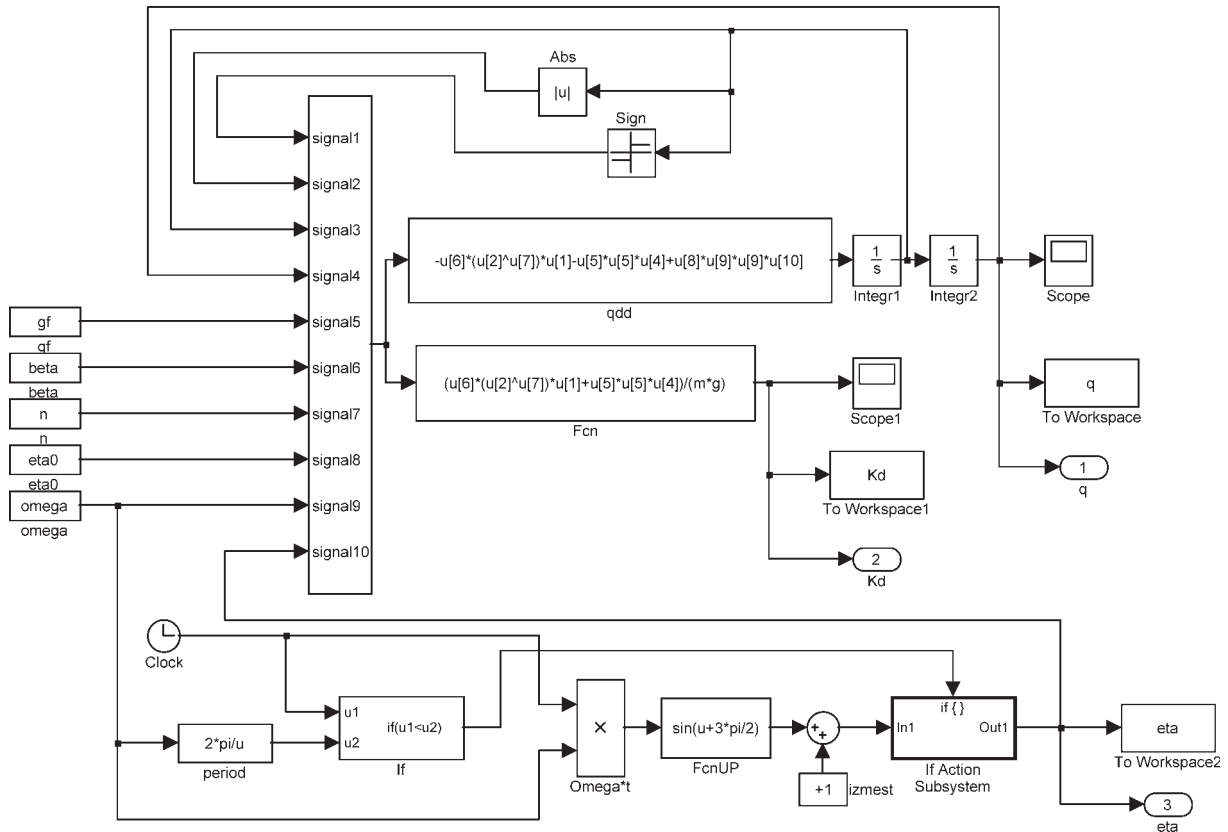 Abs
|u|
Sign
signal1
signal2
signal3
signal4
signal5
signal6
signal7
signal8
signal9
signal10
gf
qf
beta
beta
n
n
eta0
eta0
omega
omega
-u[6]*(u[2]^u[7])*u[1]-u[5]*u[5]*u[4]+u[8]*u[9]*u[9]*u[10]
qdd
1
s
Integr1
1
s
Integr2
Scope
(u[6]*(u[2]^u[7])*u[1]+u[5]*u[5]*u[4])/(m*g)
Fcn
Scope1
q
To Workspace
Kd
To Workspace1
1
q
2
Kd
Clock
2*pi/u
period
u1
u2
if(u1<u2)
If
×
Omega*t
sin(u+3*pi/2)
FcnUP
+
+
+1
izmest
if { }
In1
Out1
If Action
Subsystem
eta
To Workspace2
3
eta